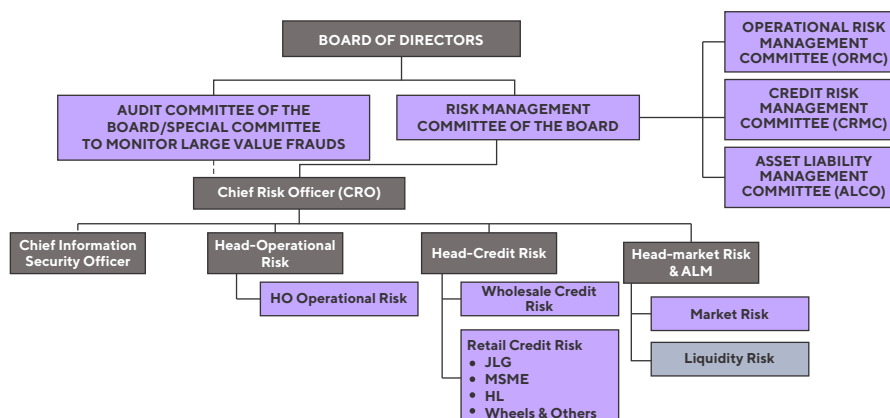 BOARD OF DIRECTORS
OPERATIONAL RISK
MANAGEMENT
COMMITTEE (ORMC)
AUDIT COMMITTEE OF THE
BOARD/SPECIAL COMMITTEE
TO MONITOR LARGE VALUE FRAUDS
RISK MANAGEMENT
COMMITTEE OF THE BOARD
CREDIT RISK
MANAGEMENT
COMMITTEE (CRMC)
ASSET LIABILITY
MANAGEMENT
COMMITTEE (ALCO)
Chief Risk Officer (CRO)
Chief Information
Security Officer
Head-Operational
Risk
Head-Credit Risk
Head-market Risk
& ALM
HO Operational Risk
Wholesale Credit
Risk
Retail Credit Risk
• JLG
• MSME
• HL
• Wheels & Others
Market Risk
Liquidity Risk